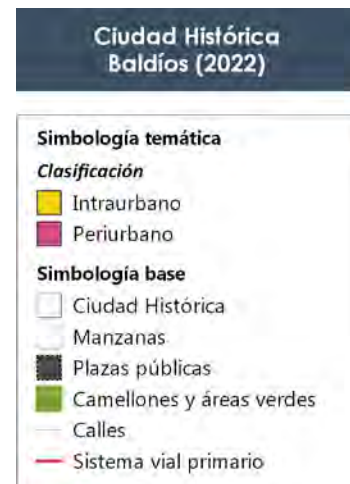 Ciudad Histórica
Baldíos (2022)
Simbología temática
Clasificación
Intraurbano
Periurbano
Simbología base
Ciudad Histórica
Manzanas
Plazas públicas
Camellones y áreas verdes
Calles
Sistema vial primario